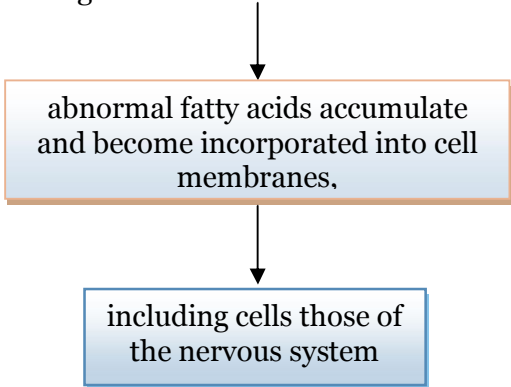 abnormal fatty acids accumulate
and become incorporated into cell
membranes,
including cells those of
the nervous system